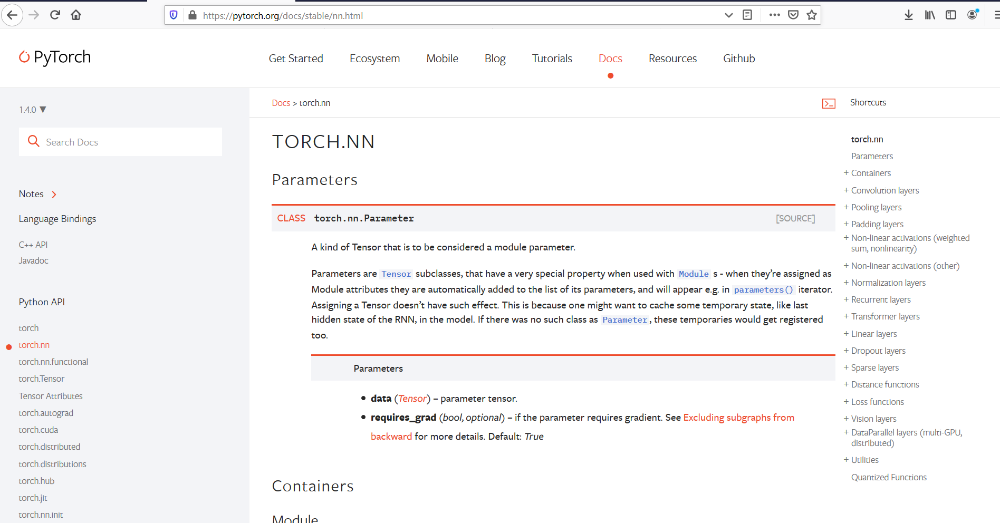 https://pytorch.org/docs/stable/nn.html
PyTorch
Get Started
Ecosystem
Mobile
Blog
Tutorials
Docs
Resources
Github
1.4.0 ▼
Search Docs
Notes
Language Bindings
C++ API
Javadoc
Python API
torch
torch.nn
torch.nn.functional
torch.Tensor
Tensor Attributes
torch.autograd
torch.cuda
torch.distributed
torch.distributions
torch.hub
torch.jit
torch.nn.init
Docs > torch.nn
TORCH.NN
Parameters
CLASS torch.nn.Parameter [SOURCE]
A kind of Tensor that is to be considered a module parameter.
Parameters are Tensor subclasses, that have a very special property when used with Module s - when they’re assigned as
Module attributes they are automatically added to the list of its parameters, and will appear e.g. in parameters() iterator.
Assigning a Tensor doesn’t have such effect. This is because one might want to cache some temporary state, like last
hidden state of the RNN, in the model. If there was no such class as Parameter, these temporaries would get registered
too.
Parameters
• data (Tensor) – parameter tensor.
• requires_grad (bool, optional) – if the parameter requires gradient. See Excluding subgraphs from
backward for more details. Default: True
Containers
Module
Shortcuts
torch.nn
Parameters
+ Containers
+ Convolution layers
+ Pooling layers
+ Padding layers
+ Non-linear activations (weighted
sum, nonlinearity)
+ Non-linear activations (other)
+ Normalization layers
+ Recurrent layers
+ Transformer layers
+ Linear layers
+ Dropout layers
+ Sparse layers
+ Distance functions
+ Loss functions
+ Vision layers
+ DataParallel layers (multi-GPU,
distributed)
+ Utilities
Quantized Functions